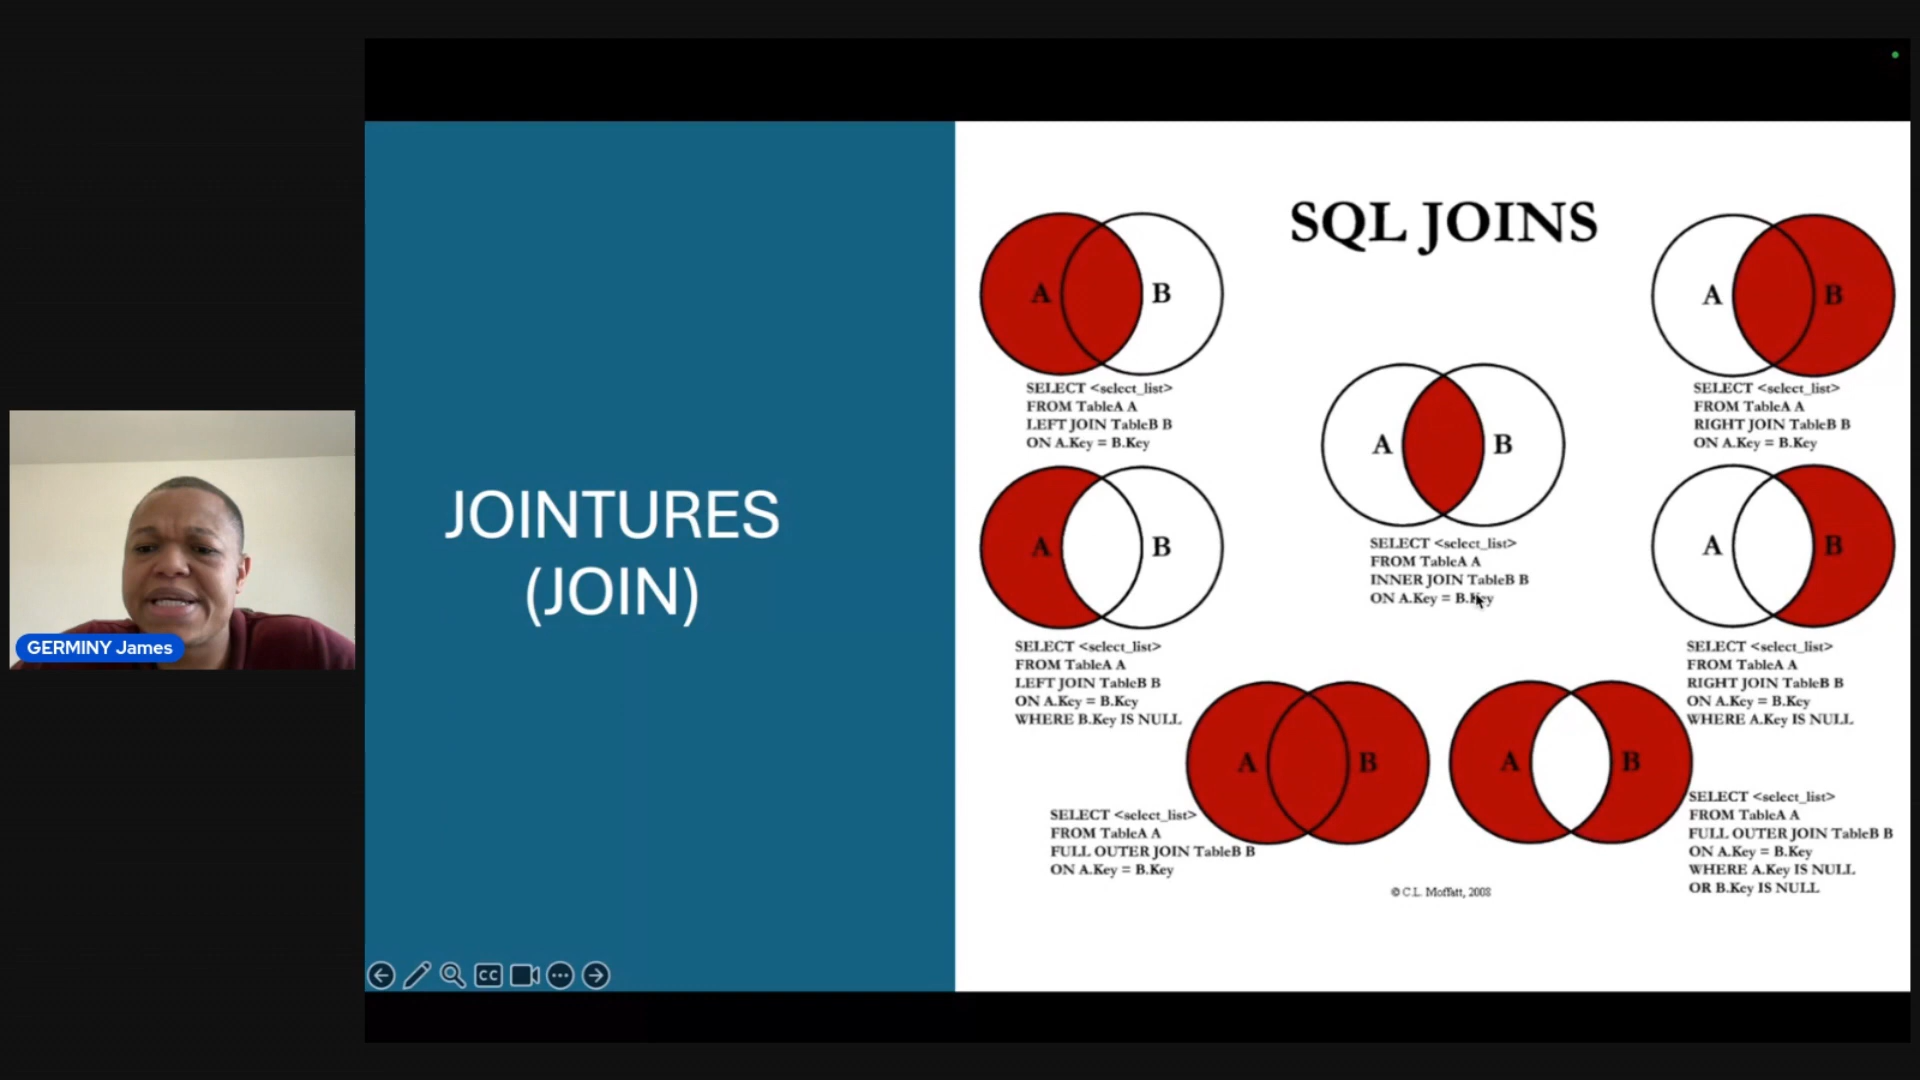 GERMINY James
JOINTURES
(JOIN)
SQL JOINS
A
B
SELECT <select_list>
FROM TableA A
LEFT JOIN TableB B
ON A.Key = B.Key
A
B
SELECT <select_list>
FROM TableA A
RIGHT JOIN TableB B
ON A.Key = B.Key
A
B
SELECT <select_list>
FROM TableA A
INNER JOIN TableB B
ON A.Key = B.Key
A
B
SELECT <select_list>
FROM TableA A
LEFT JOIN TableB B
ON A.Key = B.Key
WHERE B.Key IS NULL
A
B
SELECT <select_list>
FROM TableA A
RIGHT JOIN TableB B
ON A.Key = B.Key
WHERE A.Key IS NULL
A
B
SELECT <select_list>
FROM TableA A
FULL OUTER JOIN TableB B
ON A.Key = B.Key
A
B
SELECT <select_list>
FROM TableA A
FULL OUTER JOIN TableB B
ON A.Key = B.Key
WHERE A.Key IS NULL
OR B.Key IS NULL
© C.L. Moffatt, 2008
CC